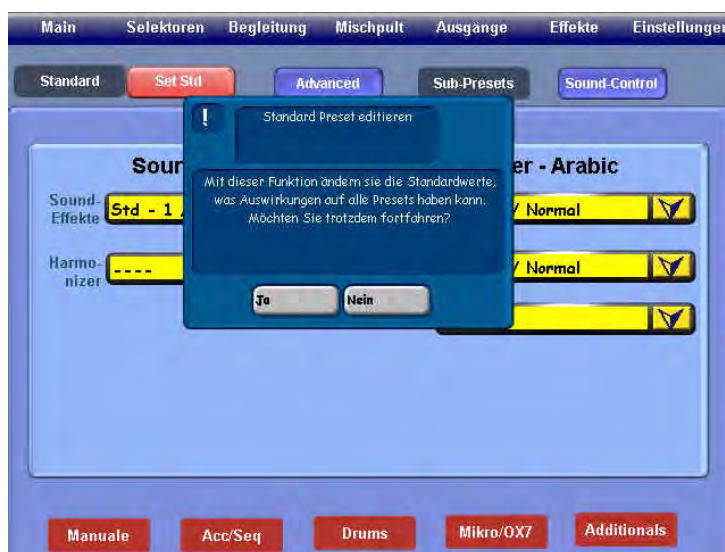 Main Selektoren Begleitung Mischpult Ausgänge Effekte Einstellungen
Standard Set Std Advanced Sub-Presets Sound-Control
! Standard Preset editieren
Sour er - Arabic
Mit dieser Funktion ändern sie die Standardwerte,
was Auswirkungen auf alle Presets haben kann.
Möchten Sie trotzdem fortfahren?
Sound-
Effekte Std - 1 / Normal
Harmo-
nizer ---- / Normal
Ja Nein
Manuale Acc/Seq Drums Mikro/OX7 Additionals